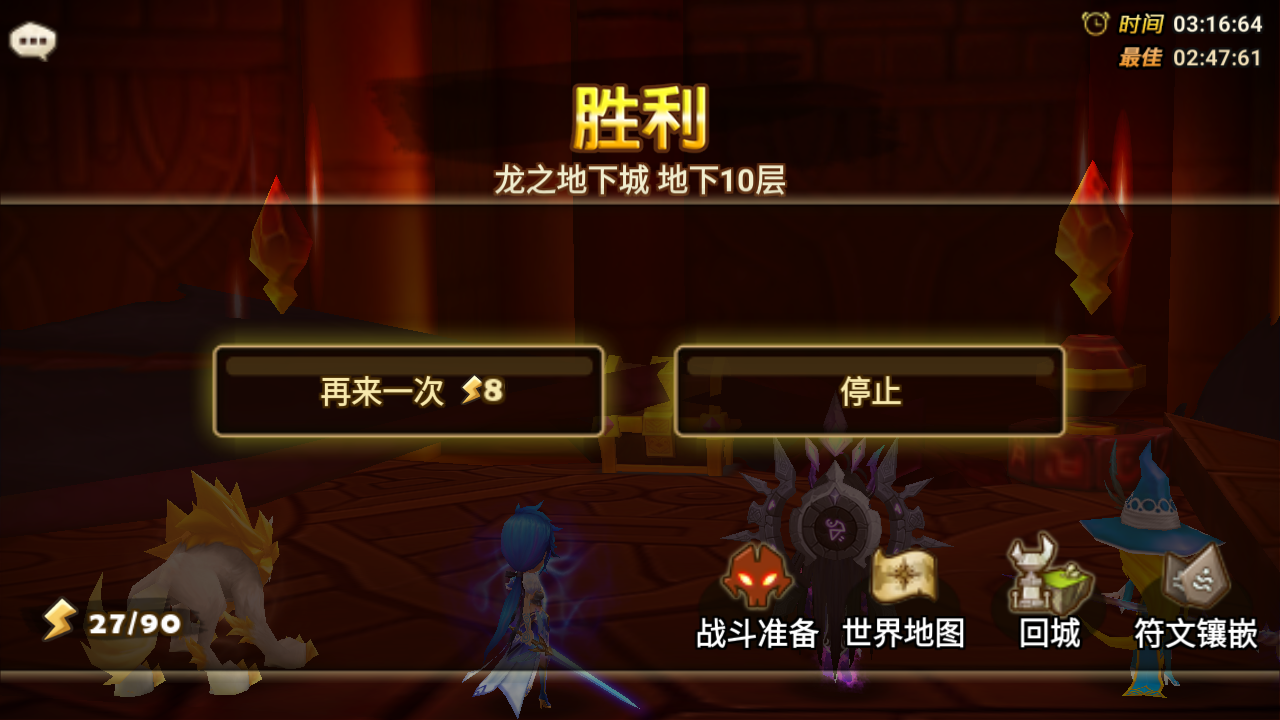 时间 03:16:64
最佳 02:47:61
胜利
龙之地下城 地下10层
再来一次 8
停止
27/90
战斗准备 世界地图 回城 符文镶嵌